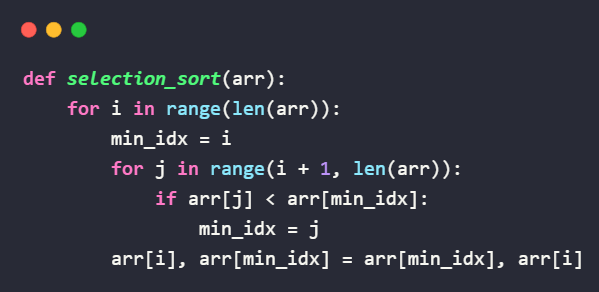 def selection_sort(arr):
    for i in range(len(arr)):
        min_idx = i
        for j in range(i + 1, len(arr)):
            if arr[j] < arr[min_idx]:
                min_idx = j
        arr[i], arr[min_idx] = arr[min_idx], arr[i]